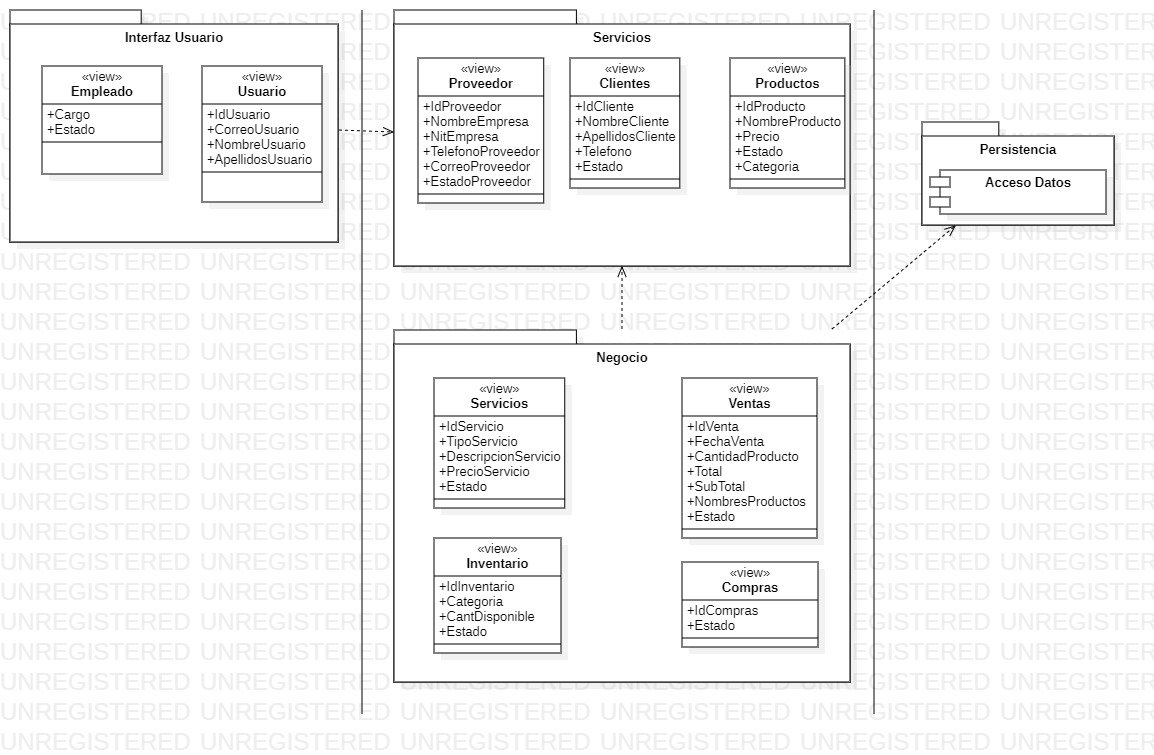 Interfaz Usuario
«view»
Empleado
+Cargo
+Estado
«view»
Usuario
+IdUsuario
+CorreoUsuario
+NombreUsuario
+ApellidosUsuario
Servicios
«view»
Proveedor
+IdProveedor
+NombreEmpresa
+NitEmpresa
+TelefonoProveedor
+CorreoProveedor
+EstadoProveedor
«view»
Clientes
+IdCliente
+NombreCliente
+ApellidosCliente
+Telefono
+Estado
«view»
Productos
+IdProducto
+NombreProducto
+Precio
+Estado
+Categoria
Persistencia
Acceso Datos
Negocio
«view»
Servicios
+IdServicio
+TipoServicio
+DescripcionServicio
+PrecioServicio
+Estado
«view»
Ventas
+IdVenta
+FechaVenta
+CantidadProducto
+Total
+SubTotal
+NombresProductos
+Estado
«view»
Inventario
+IdInventario
+Categoria
+CantDisponible
+Estado
«view»
Compras
+IdCompras
+Estado
UNREGISTERED UNREGISTERED UNREGISTERED UNREGISTERED UNREGISTERED UNREGISTERED